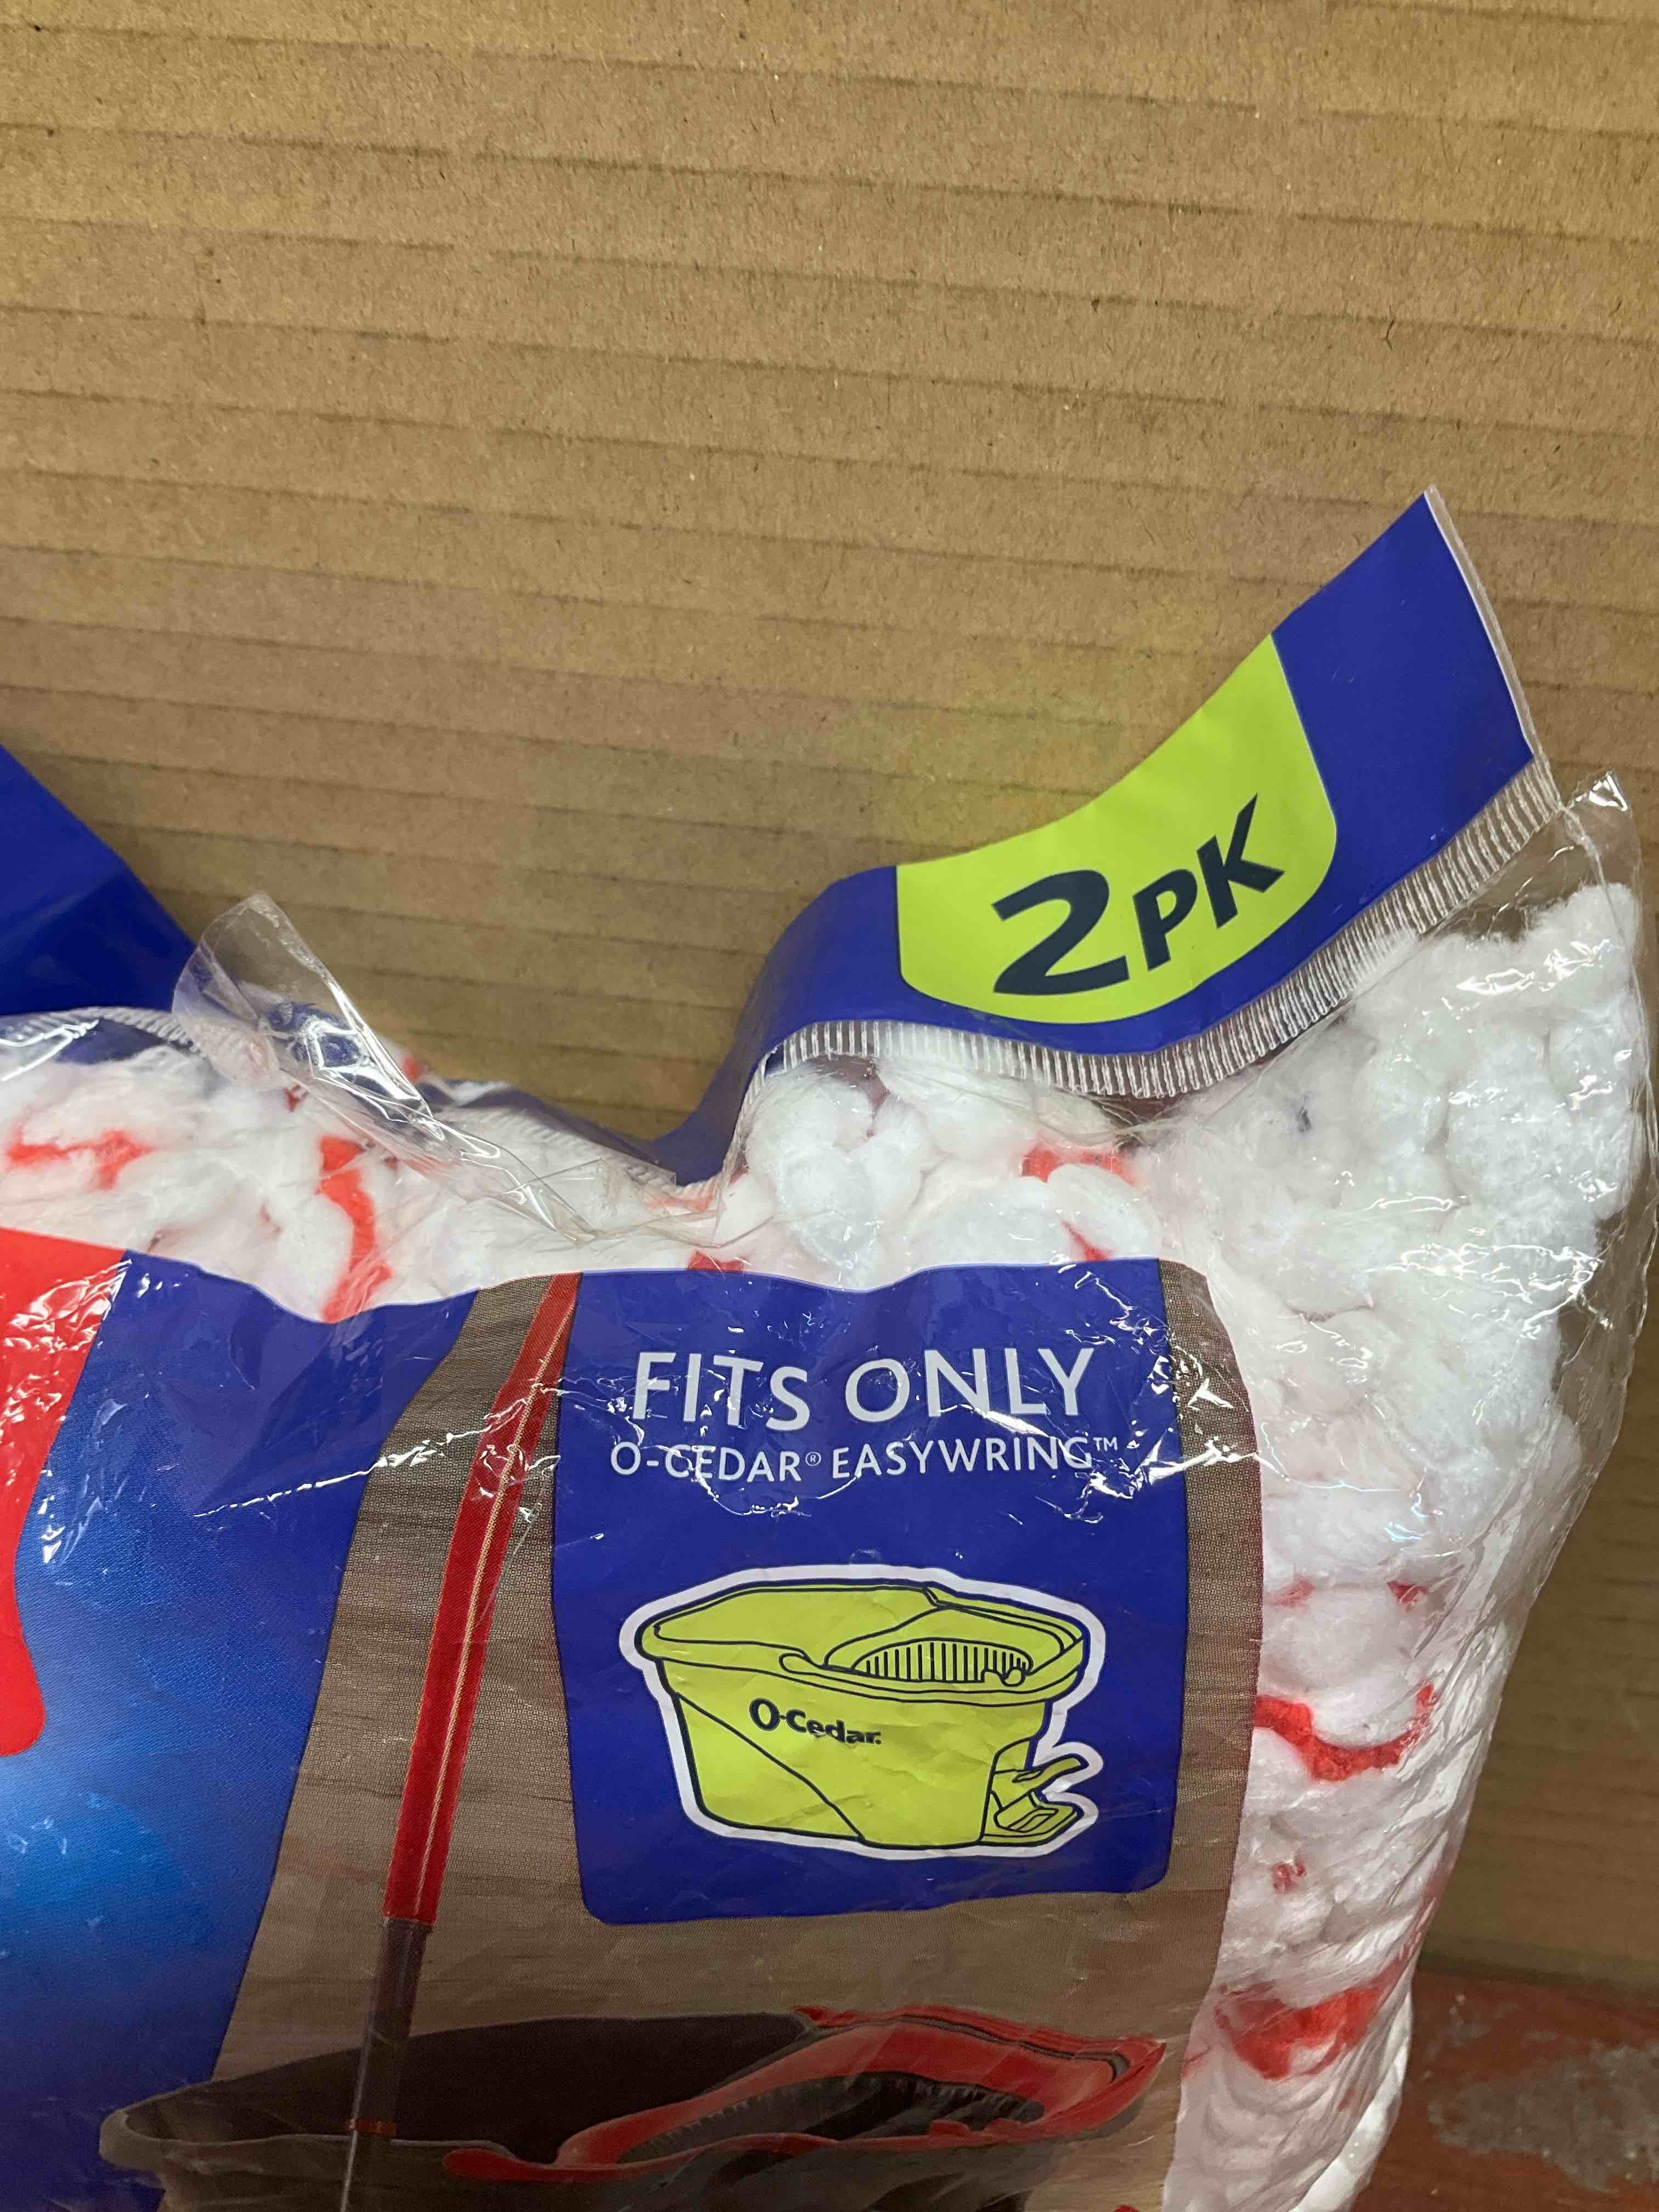 2PK
FITS ONLY
O-CEDAR® EASYWRING™
O-Cedar.